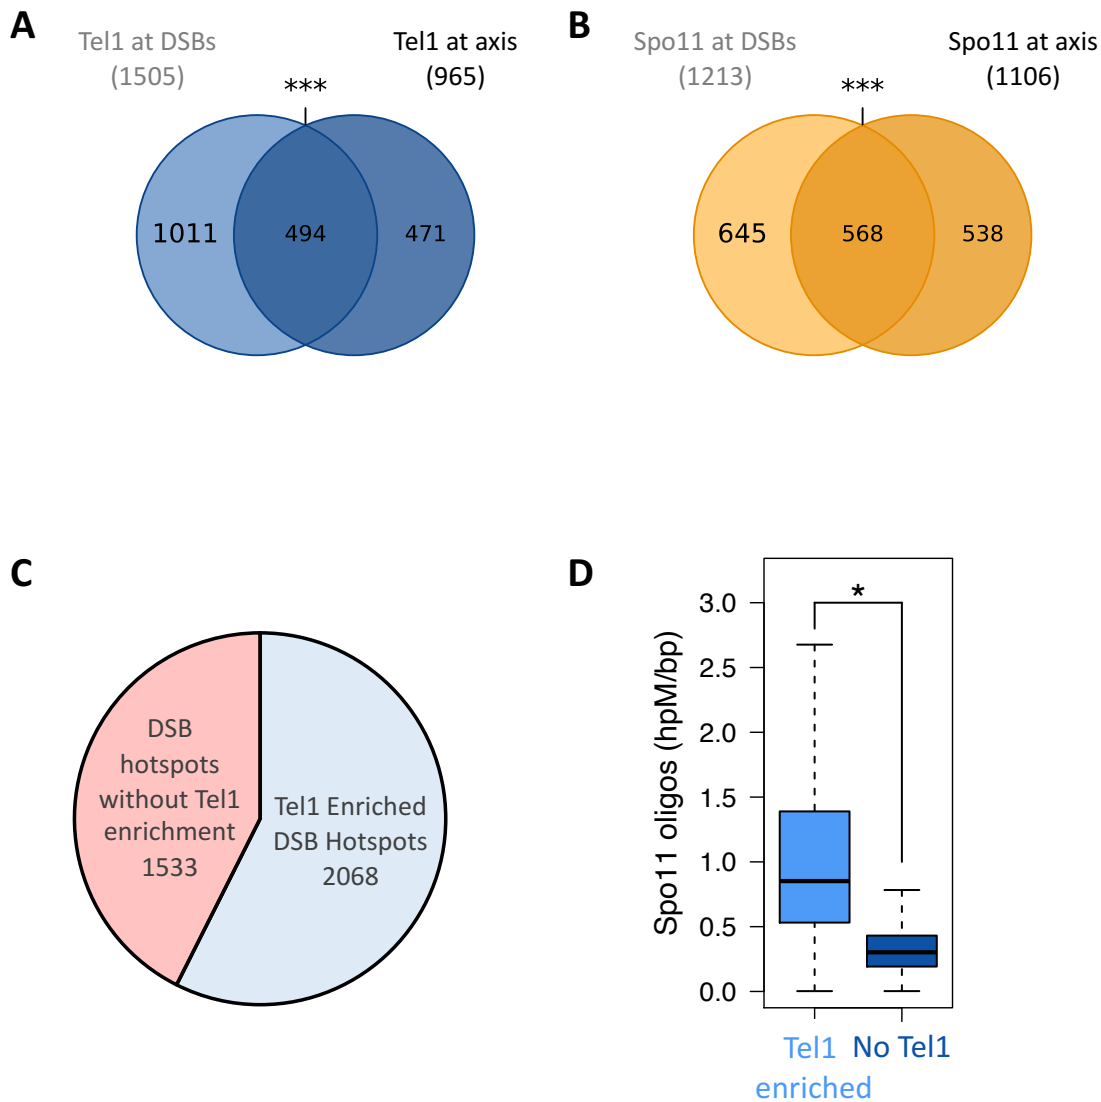 A
Tel1 at DSBs
(1505)
Tel1 at axis
(965)
***
1011
494
471
B
Spo11 at DSBs
(1213)
Spo11 at axis
(1106)
***
645
568
538
C
DSB
hotspots
without Tel1
enrichment
1533
Tel1 Enriched
DSB Hotspots
2068
D
Spo11 oligos (hpM/bp)
3.0
2.5
2.0
1.5
1.0
0.5
0.0
*
Tel1
enriched
No Tel1